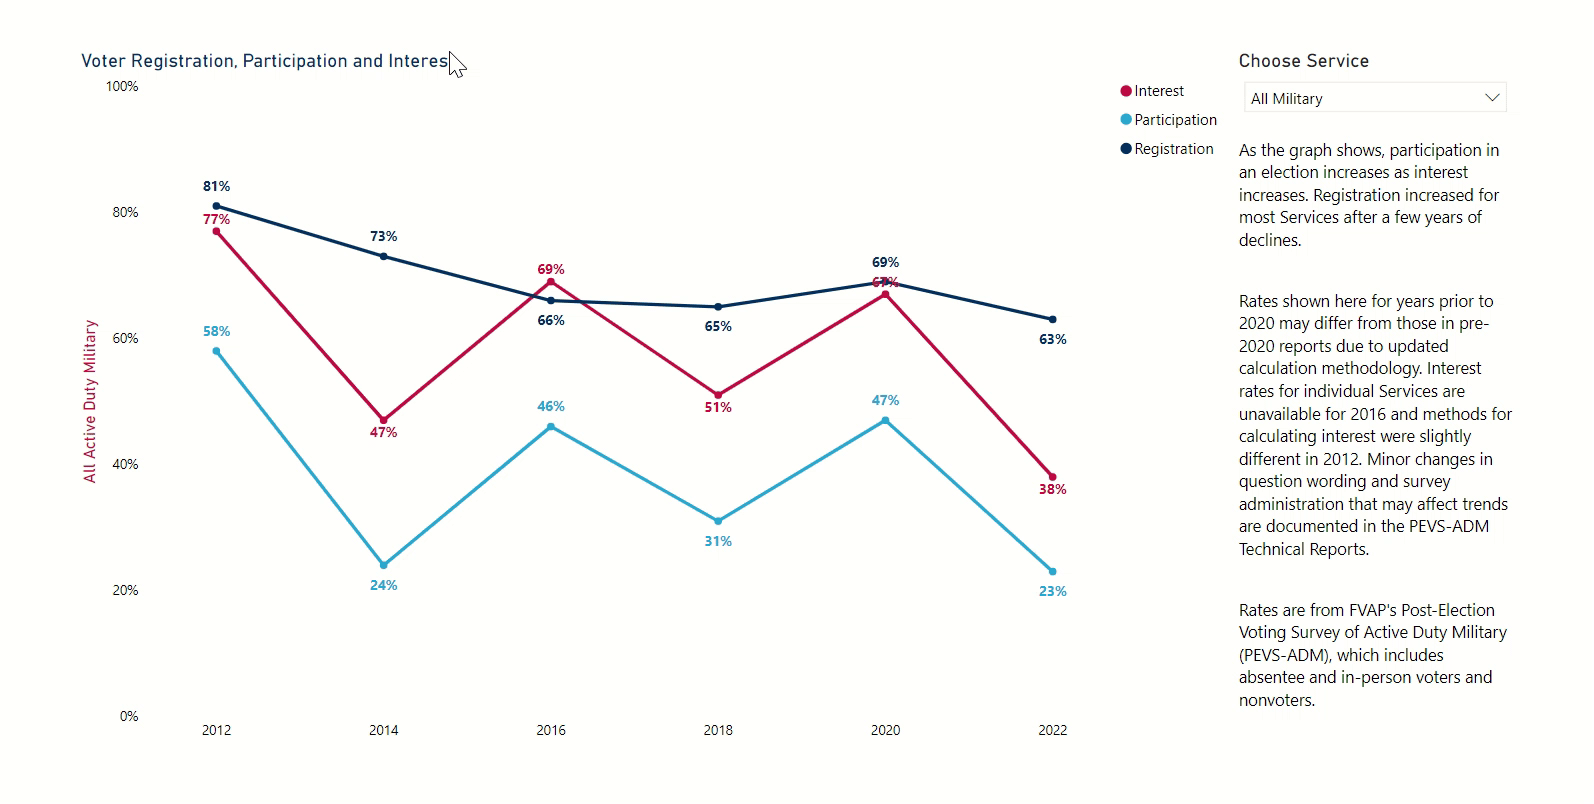 Voter Registration, Participation and Interes
100%
80%
60%
40%
20%
0%
All Active Duty Military
81%
77%
58%
73%
47%
24%
69%
66%
46%
65%
51%
31%
69%
67%
47%
63%
38%
23%
2012
2014
2016
2018
2020
2022
Interest
Participation
Registration
Choose Service
All Military
As the graph shows, participation in
an election increases as interest
increases. Registration increased for
most Services after a few years of
declines.
Rates shown here for years prior to
2020 may differ from those in pre-
2020 reports due to updated
calculation methodology. Interest
rates for individual Services are
unavailable for 2016 and methods for
calculating interest were slightly
different in 2012. Minor changes in
question wording and survey
administration that may affect trends
are documented in the PEVS-ADM
Technical Reports.
Rates are from FVAP's Post-Election
Voting Survey of Active Duty Military
(PEVS-ADM), which includes
absentee and in-person voters and
nonvoters.